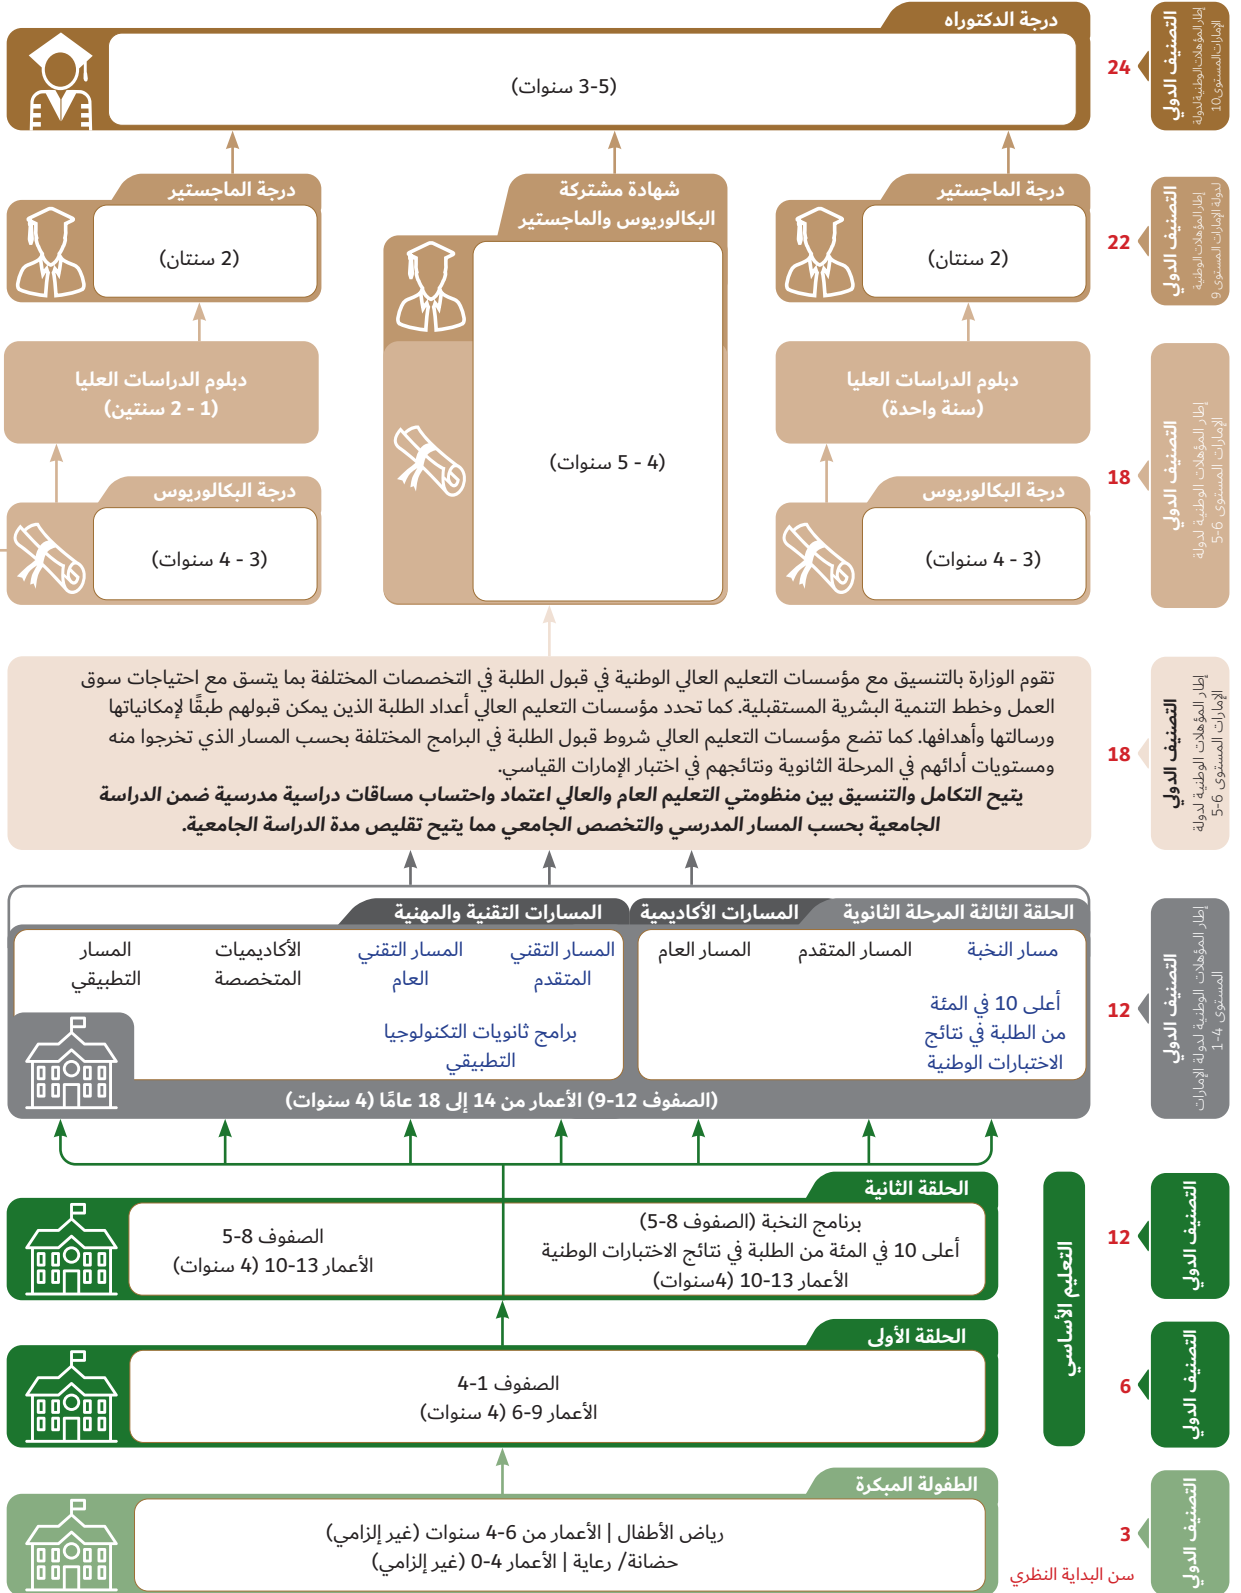 درجة الدكتوراه
(3-5 سنوات)
التصنيف الدولي
إطار المؤهلات الوطنية لدولة
الإمارات المستوى 10
24
درجة الماجستير
(2 سنتان)
شهادة مشتركة
البكالوريوس والماجستير
(4 - 5 سنوات)
درجة الماجستير
(2 سنتان)
التصنيف الدولي
إطار المؤهلات الوطنية
لدولة الإمارات المستوى 9
22
دبلوم الدراسات العليا
(سنة واحدة)
دبلوم الدراسات العليا
(1 - 2 سنتين)
درجة البكالوريوس
(3 - 4 سنوات)
درجة البكالوريوس
(3 - 4 سنوات)
التصنيف الدولي
إطار المؤهلات الوطنية لدولة
الإمارات المستوى 6-5
18
تقوم الوزارة بالتنسيق مع مؤسسات التعليم العالي الوطنية في قبول الطلبة في التخصصات المختلفة بما يتسق مع احتياجات سوق
العمل وخطط التنمية البشرية المستقبلية. كما تحدد مؤسسات التعليم العالي أعداد الطلبة الذين يمكن قبولهم طبقًا لإمكانياتها
ورسالتها وأهدافها. كما تضع مؤسسات التعليم العالي شروط قبول الطلبة في البرامج المختلفة بحسب المسار الذي تخرجوا منه
ومستويات أدائهم في المرحلة الثانوية ونتائجهم في اختبار الإمارات القياسي.
يتيح التكامل والتنسيق بين منظومتي التعليم العام والعالي اعتماد واحتساب مساقات دراسية مدرسية ضمن الدراسة
الجامعية بحسب المسار المدرسي والتخصص الجامعي مما يتيح تقليص مدة الدراسة الجامعية.
التصنيف الدولي
إطار المؤهلات الوطنية لدولة
الإمارات المستوى 6-5
18
الحلقة الثالثة المرحلة الثانوية
المسارات الأكاديمية
المسارات التقنية والمهنية
مسار النخبة
أعلى 10 في المئة
من الطلبة في نتائج
الاختبارات الوطنية
المسار المتقدم
المسار العام
المسار التقني
المتقدم
المسار التقني
العام
برامج ثانويات التكنولوجيا
التطبيقي
الأكاديميات
المتخصصة
المسار
التطبيقي
(الصفوف 12-9) الأعمار من 14 إلى 18 عامًا (4 سنوات)
التصنيف الدولي
إطار المؤهلات الوطنية لدولة الإمارات
المستوى 4-1
12
الحلقة الثانية
برنامج النخبة (الصفوف 8-5)
أعلى 10 في المئة من الطلبة في نتائج الاختبارات الوطنية
الأعمار 13-10 (4سنوات)
الصفوف 8-5
الأعمار 13-10 (4 سنوات)
التعليم الأساسي
التصنيف الدولي
12
الحلقة الأولى
الصفوف 1-4
الأعمار 9-6 (4 سنوات)
التصنيف الدولي
6
الطفولة المبكرة
رياض الأطفال | الأعمار من 6-4 سنوات (غير إلزامي)
حضانة/ رعاية | الأعمار 4-0 (غير إلزامي)
التصنيف الدولي
3
سن البداية النظري